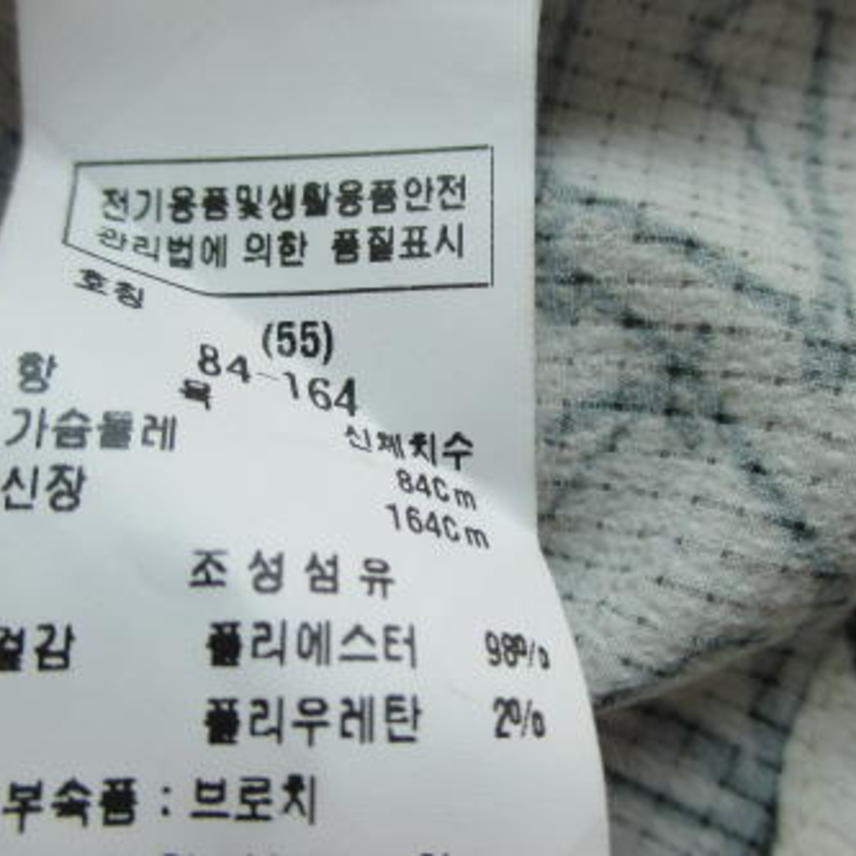 전기용품및생활용품안전
관리법에 의한 품질표시
호칭
(55)
84-164
항 목
신체치수
가슴둘레 84Cm
신장 164Cm
조성섬유
겉감 폴리에스터 98%
폴리우레탄 2%
부속품 : 브로치